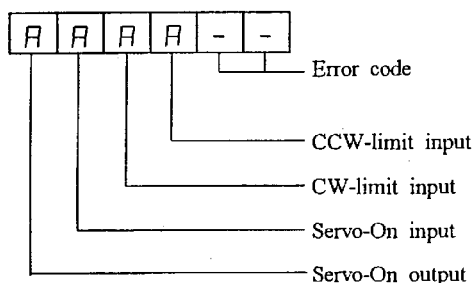 A A A A - -
Error code
CCW-limit input
CW-limit input
Servo-On input
Servo-On output